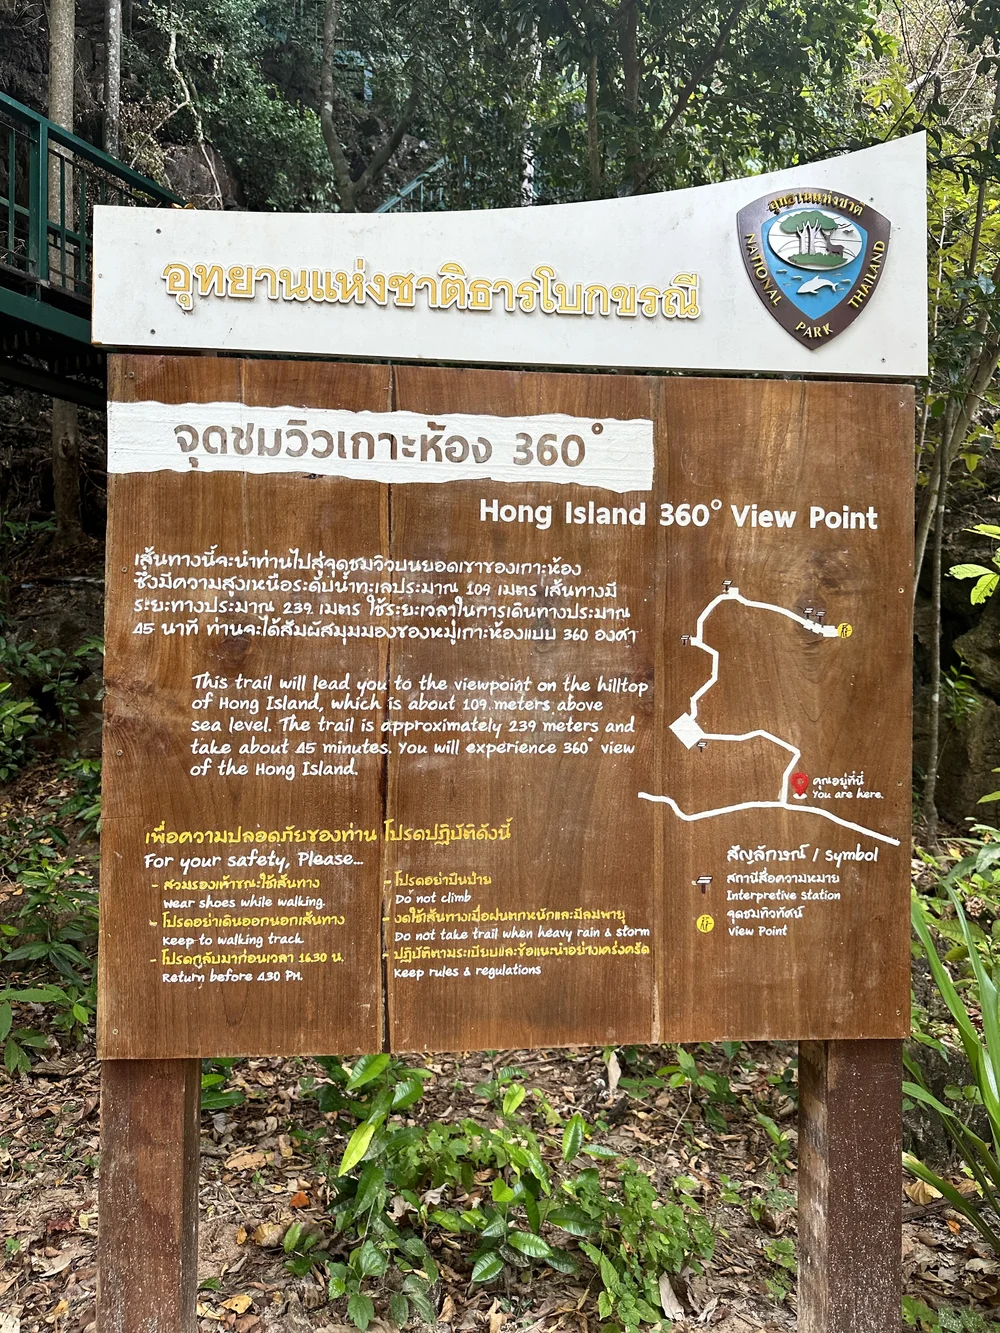 อุทยานแห่งชาติธารโบกขรณี
อุทยานแห่งชาติ
NATIONAL PARK THAILAND
จุดชมวิวเกาะห้อง 360°
Hong Island 360° View Point
เส้นทางนี้จะนำท่านไปสู่จุดชมวิวบนยอดเขาของเกาะห้อง
ซึ่งมีความสูงเหนือระดับน้ำทะเลประมาณ 109 เมตร เส้นทางมี
ระยะทางประมาณ 239 เมตร ใช้ระยะเวลาในการเดินทางประมาณ
45 นาที ท่านจะได้สัมผัสมุมมองของหมู่เกาะห้องแบบ 360 องศา
This trail will lead you to the viewpoint on the hilltop
of Hong Island, which is about 109 meters above
sea level. The trail is approximately 239 meters and
take about 45 minutes. You will experience 360° view
of the Hong Island.
คุณอยู่ที่นี่
You are here.
เพื่อความปลอดภัยของท่าน โปรดปฏิบัติดังนี้
For your safety, Please...
- สวมรองเท้าขณะใช้เส้นทาง
Wear shoes while walking.
- โปรดอย่าเดินออกนอกเส้นทาง
Keep to walking track
- โปรดกลับมาก่อนเวลา 16.30 น.
Return before 4.30 PM.
- โปรดอย่าปีนป่าย
Do not climb
- งดใช้เส้นทางเมื่อฝนตกหนักและมีลมพายุ
Do not take trail when heavy rain & storm
- ปฏิบัติตามระเบียบและข้อแนะนำอย่างเคร่งครัด
Keep rules & regulations
สัญลักษณ์ / Symbol
สถานีสื่อความหมาย
Interpretive station
จุดชมทิวทัศน์
View Point